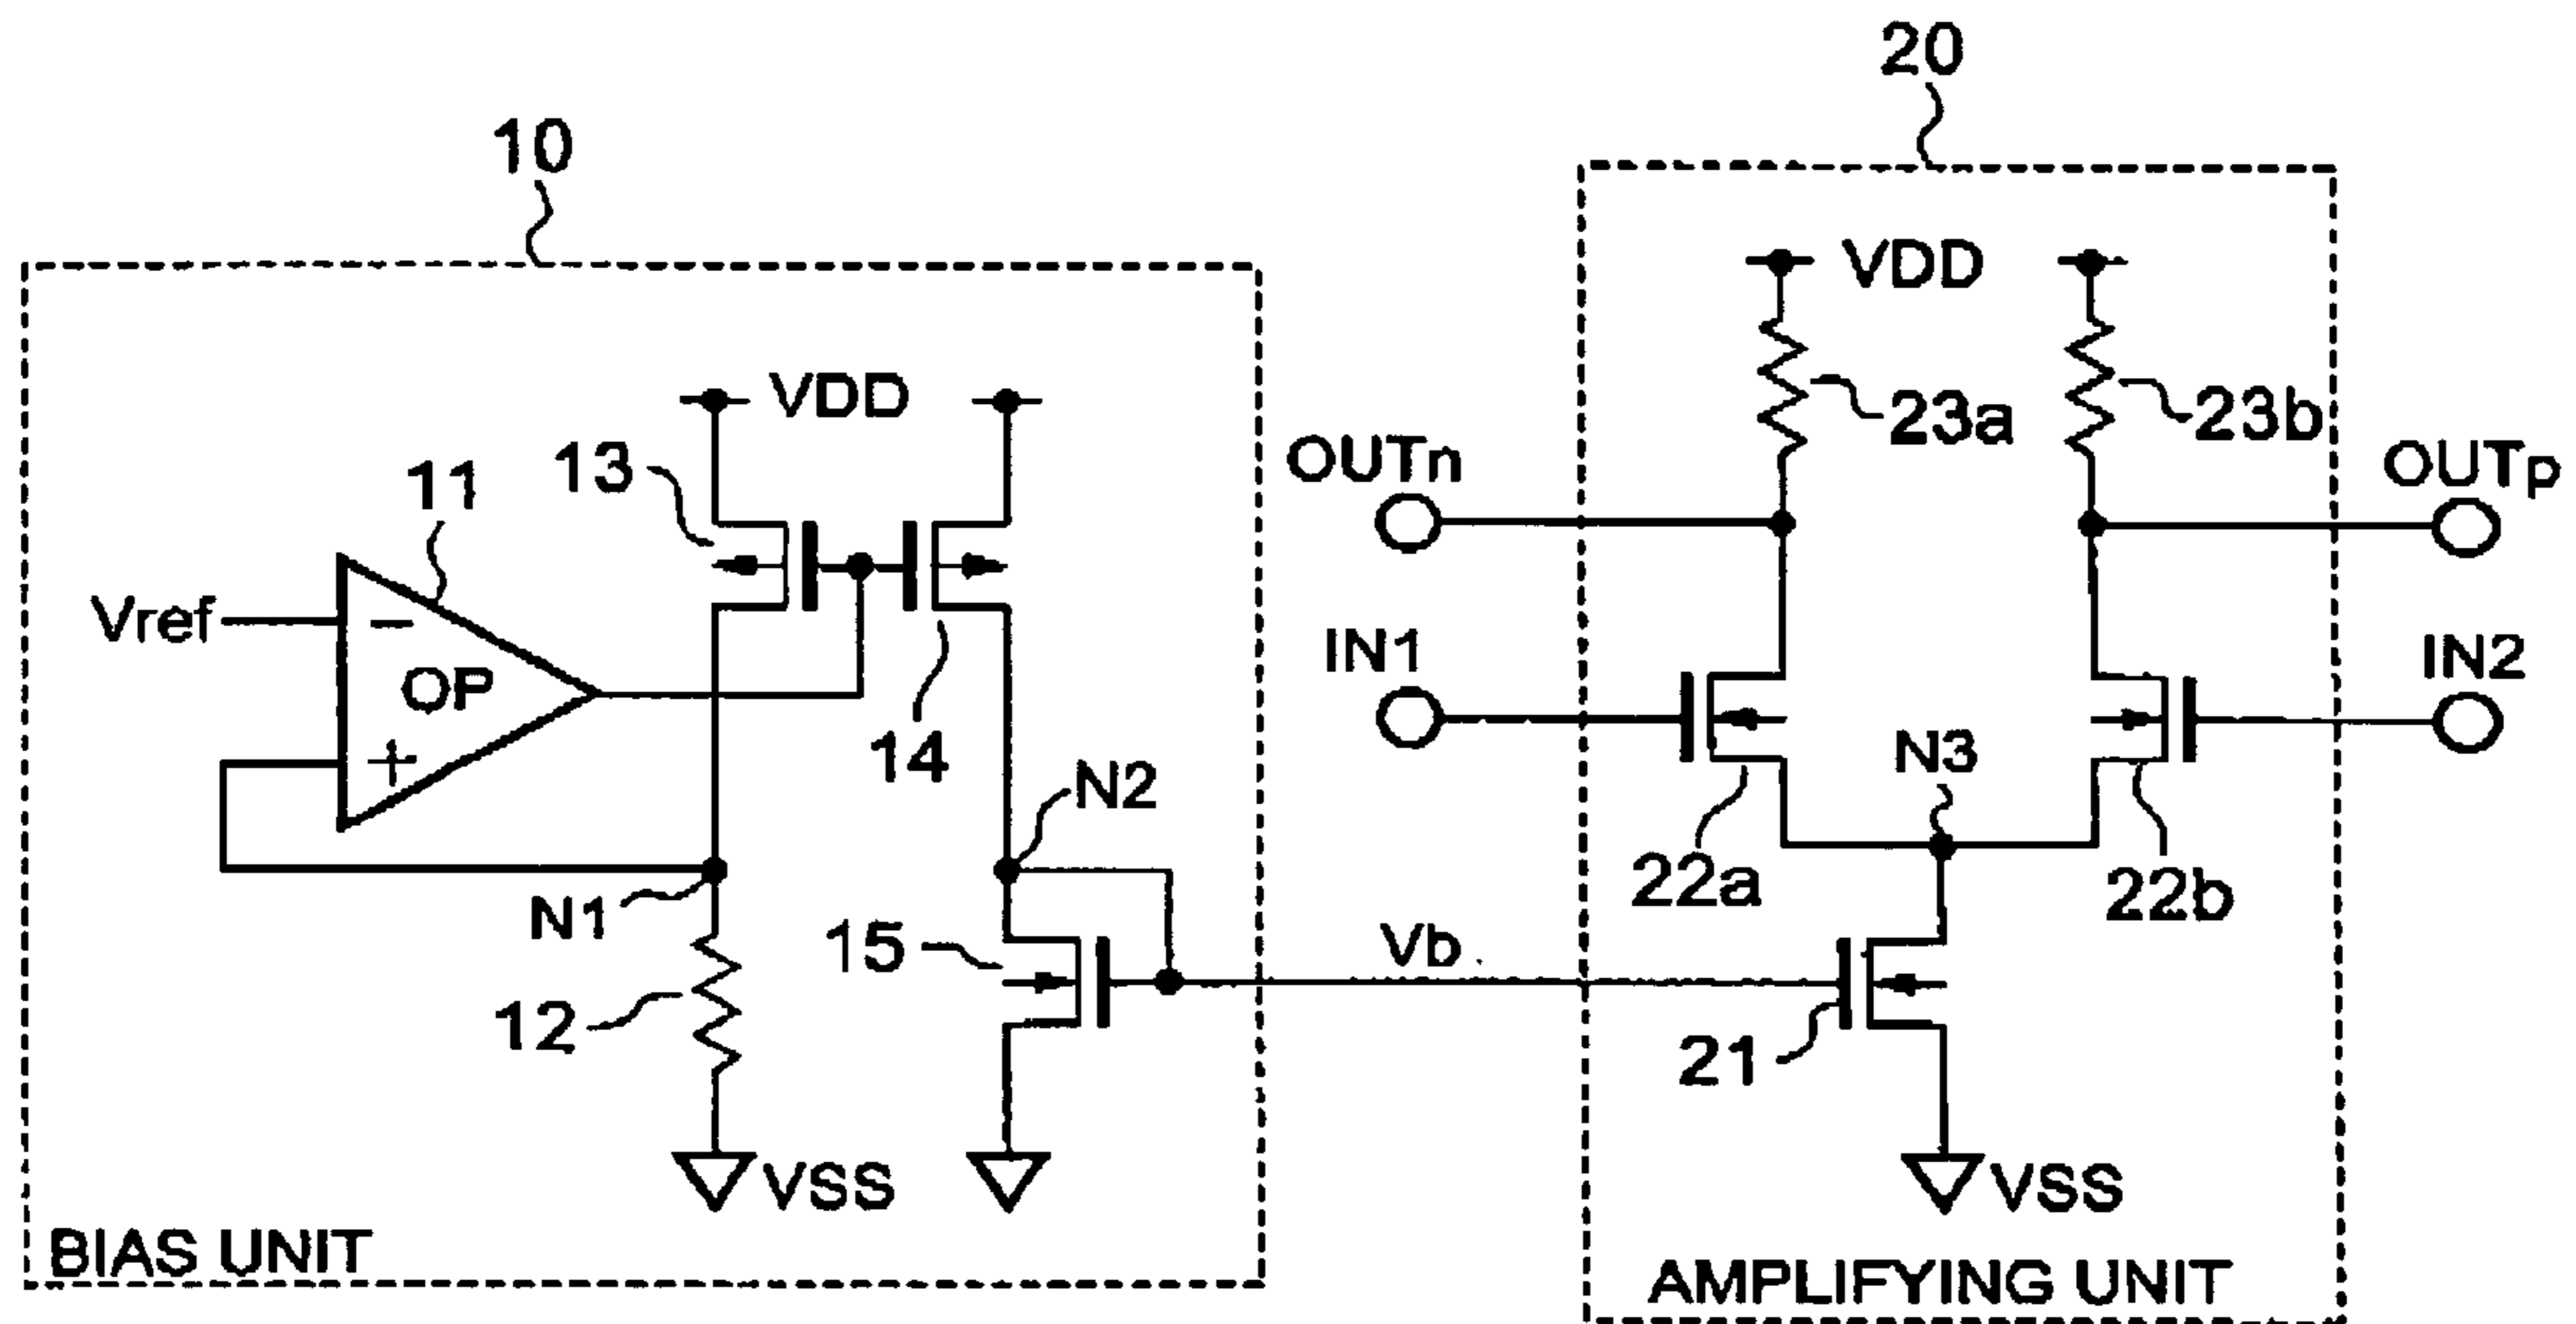 20
10
VDD
VDD
23a
23b
OUTn
OUTp
13
11
Vref
−
OP
+
IN1
IN2
14
N2
N3
N1
22a
22b
15
Vb
12
21
VSS
VSS
BIAS UNIT
AMPLIFYING UNIT